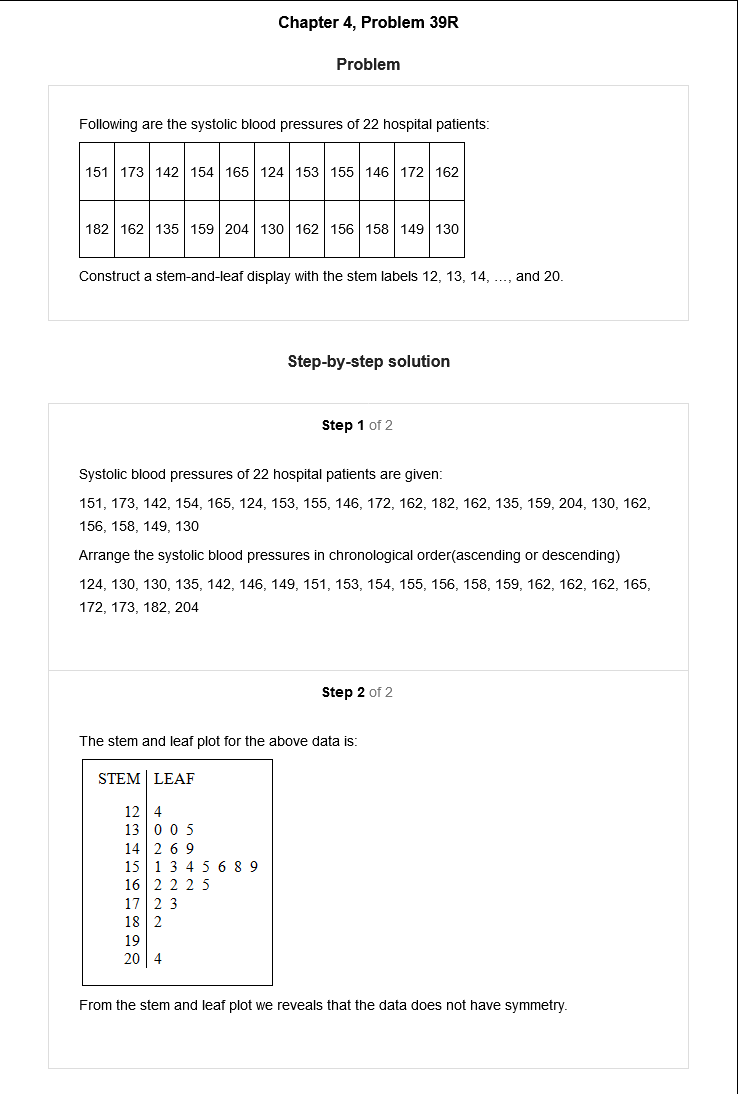 Chapter 4, Problem 39R
Problem
Following are the systolic blood pressures of 22 hospital patients:
151 173 142 154 165 124 153 155 146 172 162
182 162 135 159 204 130 162 156 158 149 130
Construct a stem-and-leaf display with the stem labels 12, 13, 14, …, and 20.
Step-by-step solution
Step 1 of 2
Systolic blood pressures of 22 hospital patients are given:
151, 173, 142, 154, 165, 124, 153, 155, 146, 172, 162, 182, 162, 135, 159, 204, 130, 162,
156, 158, 149, 130
Arrange the systolic blood pressures in chronological order(ascending or descending)
124, 130, 130, 135, 142, 146, 149, 151, 153, 154, 155, 156, 158, 159, 162, 162, 162, 165,
172, 173, 182, 204
Step 2 of 2
The stem and leaf plot for the above data is:
STEM LEAF
12 4
13 0 0 5
14 2 6 9
15 1 3 4 5 6 8 9
16 2 2 2 5
17 2 3
18 2
19
20 4
From the stem and leaf plot we reveals that the data does not have symmetry.